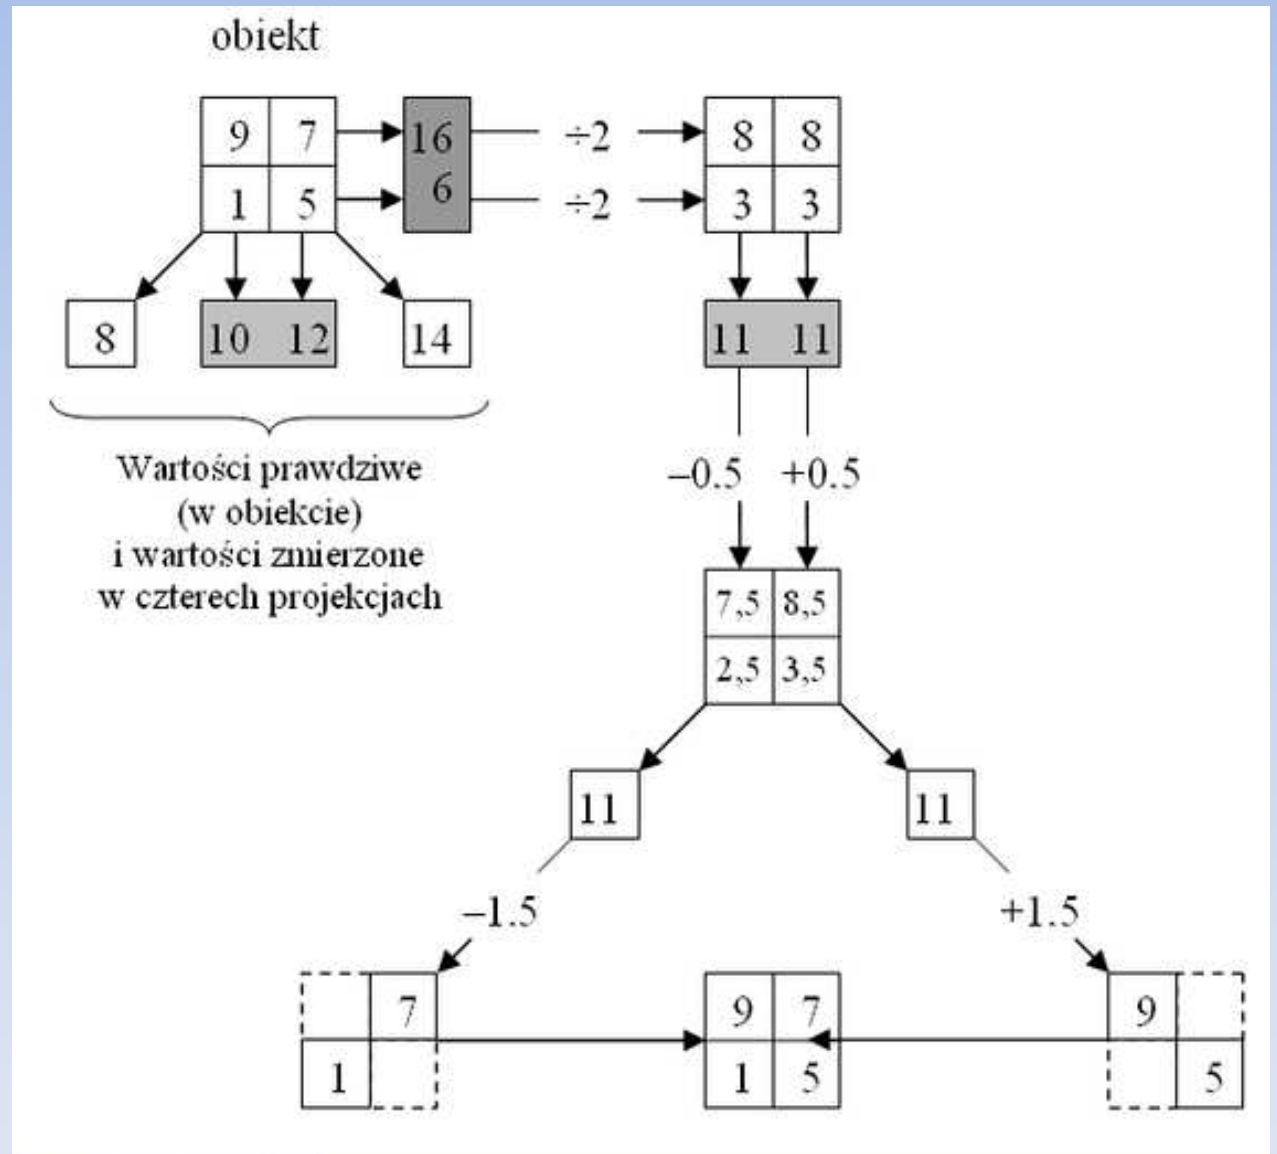 obiekt
9 7 16 ÷2 8 8
1 5 6 ÷2 3 3
8 10 12 14 11 11
Wartości prawdziwe
(w obiekcie)
i wartości zmierzone
w czterech projekcjach
–0.5 +0.5
7,5 8,5
2,5 3,5
11 11
–1.5 +1.5
7 9 7 9
1 1 5 5